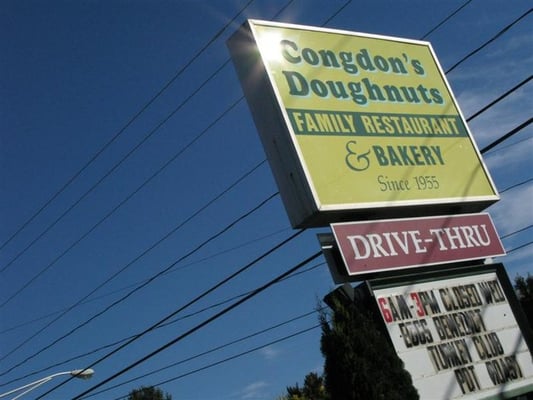 Congdon's
Doughnuts
FAMILY RESTAURANT
& BAKERY
Since 1955
DRIVE-THRU
6AM-3PM CLOSED WED.
EGGS BENEDICT
TURKEY CLUB
POT ROAST